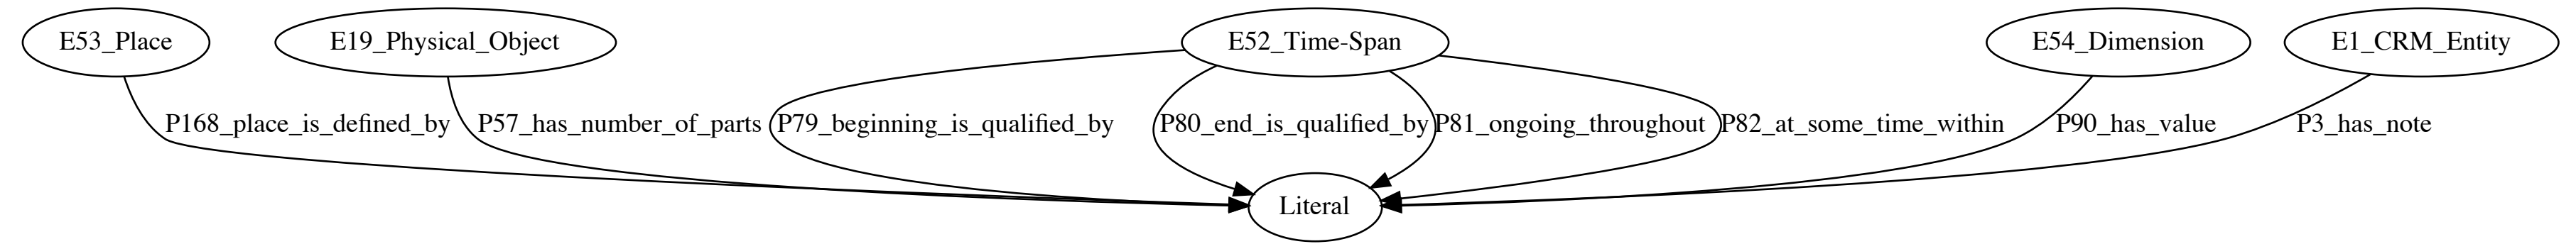 E53_Place
E19_Physical_Object
E52_Time-Span
E54_Dimension
E1_CRM_Entity
P168_place_is_defined_by
P57_has_number_of_parts
P79_beginning_is_qualified_by
P80_end_is_qualified_by
P81_ongoing_throughout
P82_at_some_time_within
P90_has_value
P3_has_note
Literal